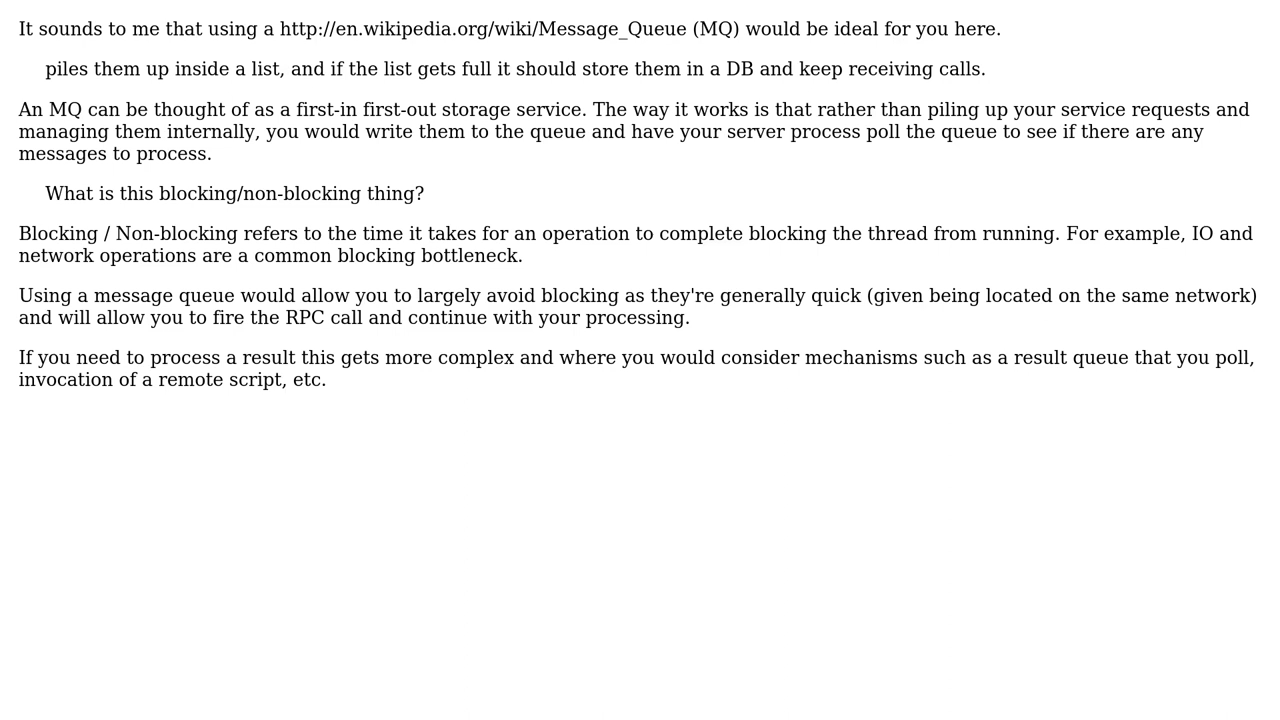 It sounds to me that using a http://en.wikipedia.org/wiki/Message_Queue (MQ) would be ideal for you here.
piles them up inside a list, and if the list gets full it should store them in a DB and keep receiving calls.
An MQ can be thought of as a first-in first-out storage service. The way it works is that rather than piling up your service requests and
managing them internally, you would write them to the queue and have your server process poll the queue to see if there are any
messages to process.
What is this blocking/non-blocking thing?
Blocking / Non-blocking refers to the time it takes for an operation to complete blocking the thread from running. For example, IO and
network operations are a common blocking bottleneck.
Using a message queue would allow you to largely avoid blocking as they're generally quick (given being located on the same network)
and will allow you to fire the RPC call and continue with your processing.
If you need to process a result this gets more complex and where you would consider mechanisms such as a result queue that you poll,
invocation of a remote script, etc.